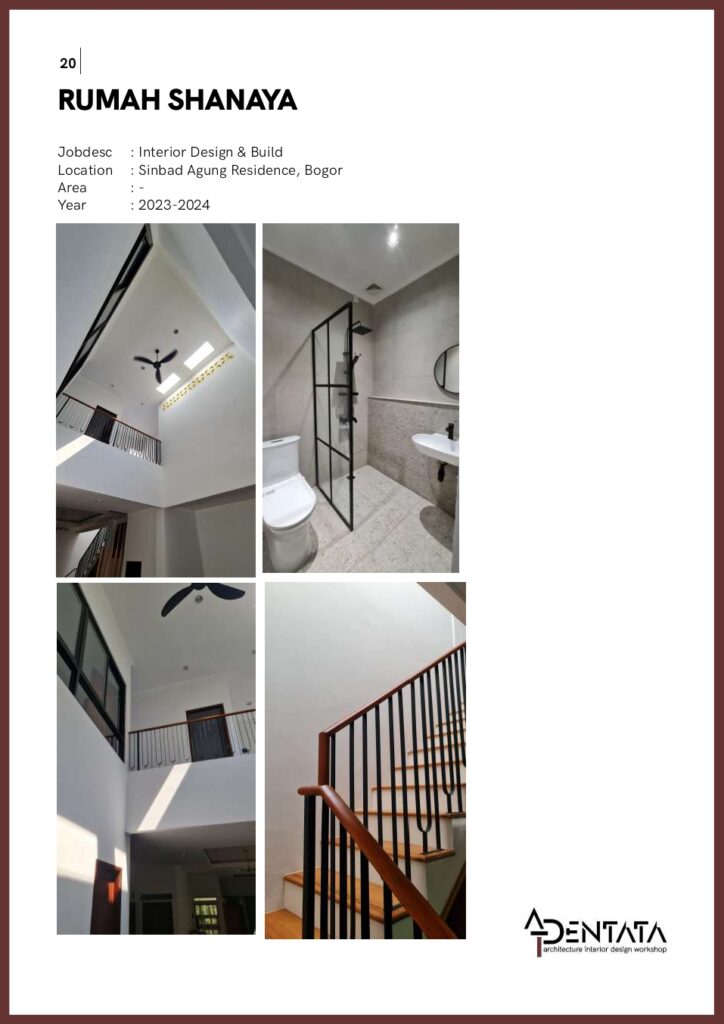 20
RUMAH SHANAYA
Jobdesc : Interior Design & Build
Location : Sinbad Agung Residence, Bogor
Area : -
Year : 2023-2024
ADENTATA
architecture interior design workshop